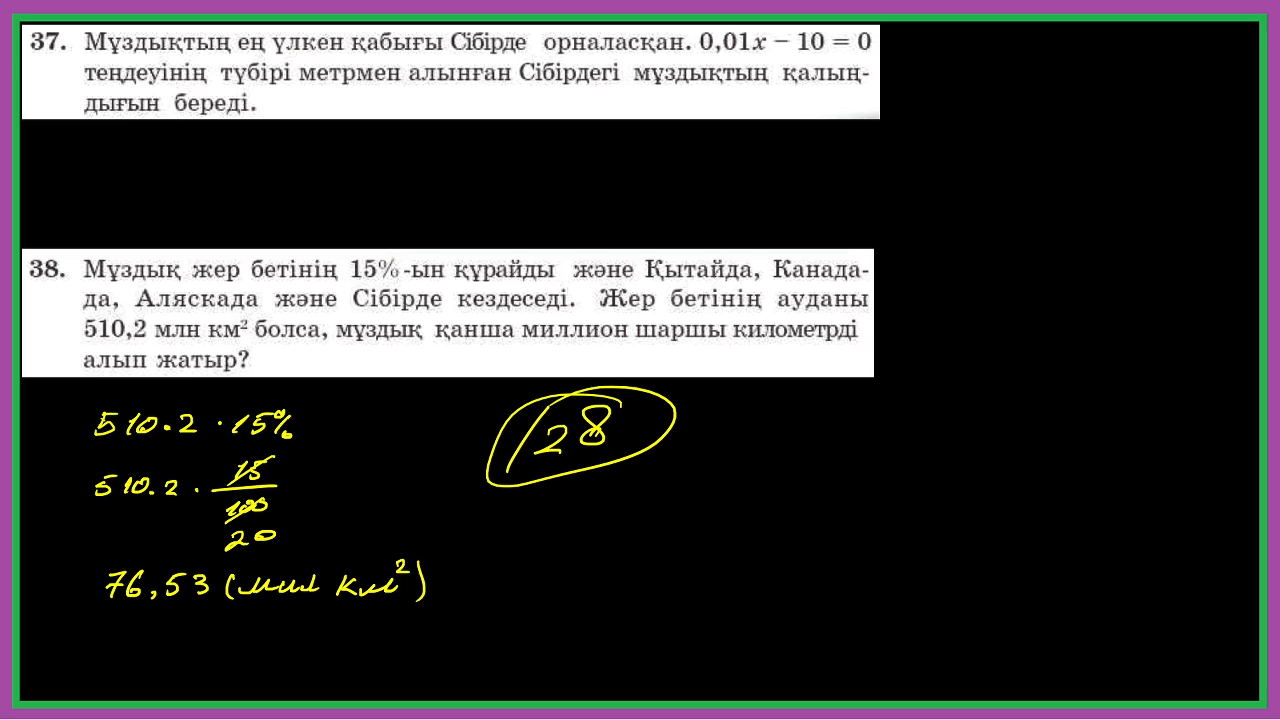 37. Мұздықтың ең үлкен қабығы Сібірде орналасқан. 0,01x − 10 = 0
теңдеуінің түбірі метрмен алынған Сібірдегі мұздықтың қалың-
дығын береді.
38. Мұздық жер бетінің 15%-ын құрайды және Қытайда, Канада-
да, Аляскада және Сібірде кездеседі. Жер бетінің ауданы
510,2 млн км² болса, мұздық қанша миллион шаршы километрді
алып жатыр?
510.2 · 15%
128
510.2 · 15/100
20
76,53 (мил км²)